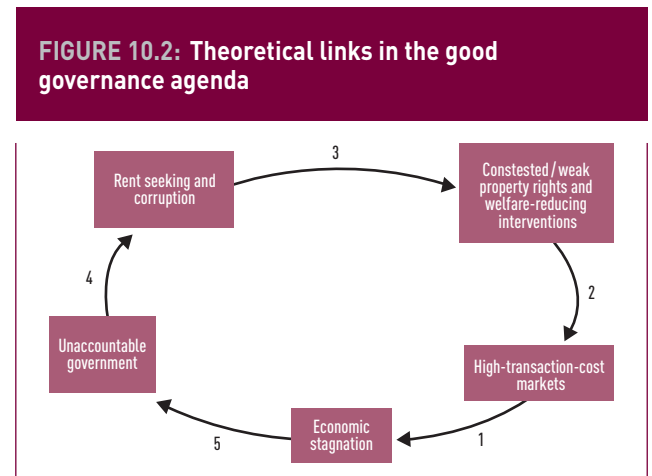 FIGURE 10.2: Theoretical links in the good
governance agenda
3
Rent seeking and
corruption
Constested/weak
property rights and
welfare-reducing
interventions
4
2
Unaccountable
government
High-transaction-cost
markets
Economic
stagnation
5
1